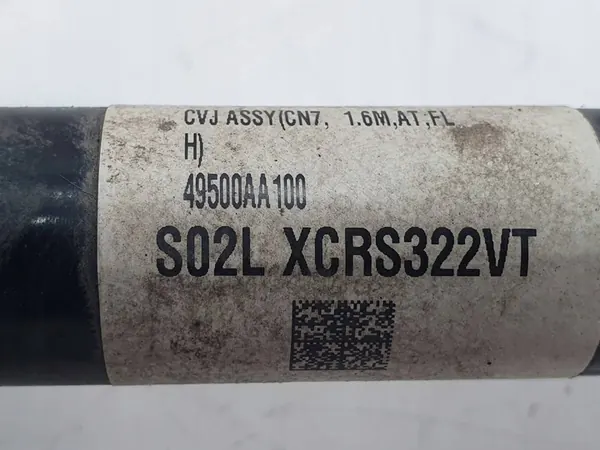 CVJ ASSY(CN7, 1.6M,AT,FL
H)
49500AA100
S02L XCRS322VT